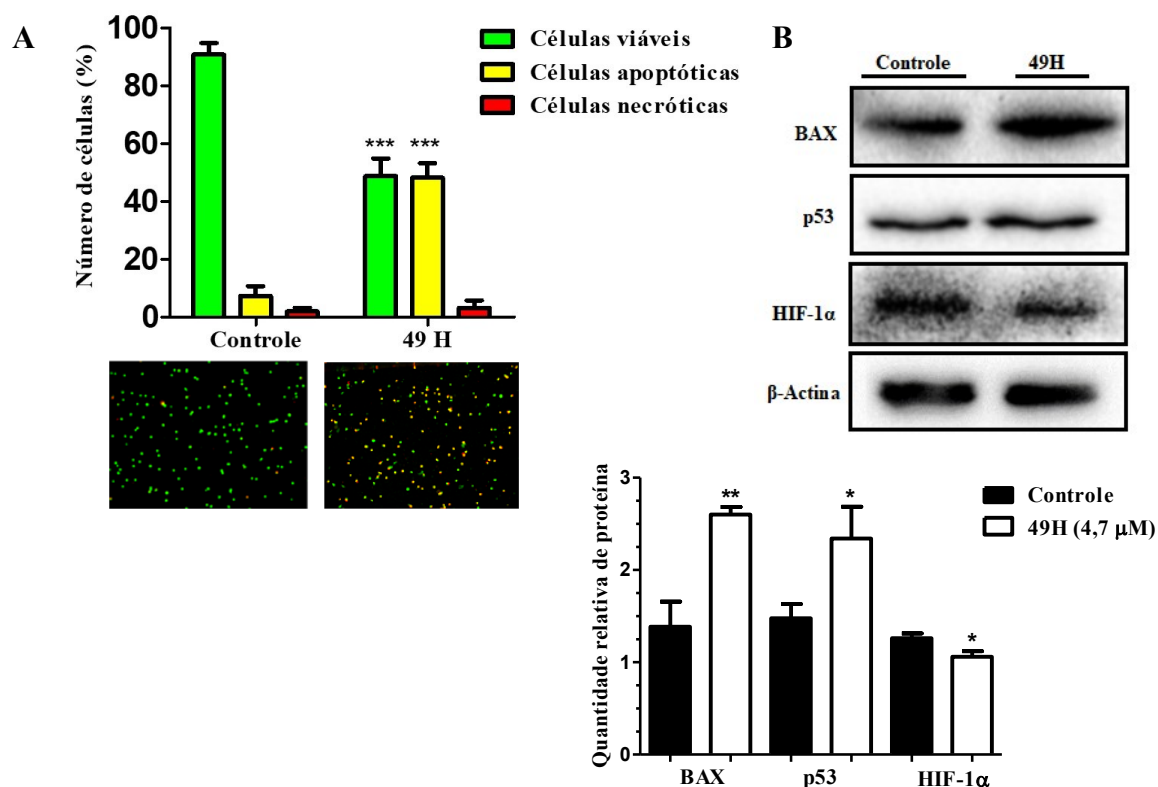 A
Número de células (%)
100
80
60
40
20
0
Células viáveis
Células apoptóticas
Células necróticas
*** ***
Controle 49 H
B
Controle 49H
BAX
p53
HIF-1α
β-Actina
Quantidade relativa de proteína
3
2
1
0
** * *
Controle
49H (4,7 μM)
BAX p53 HIF-1α